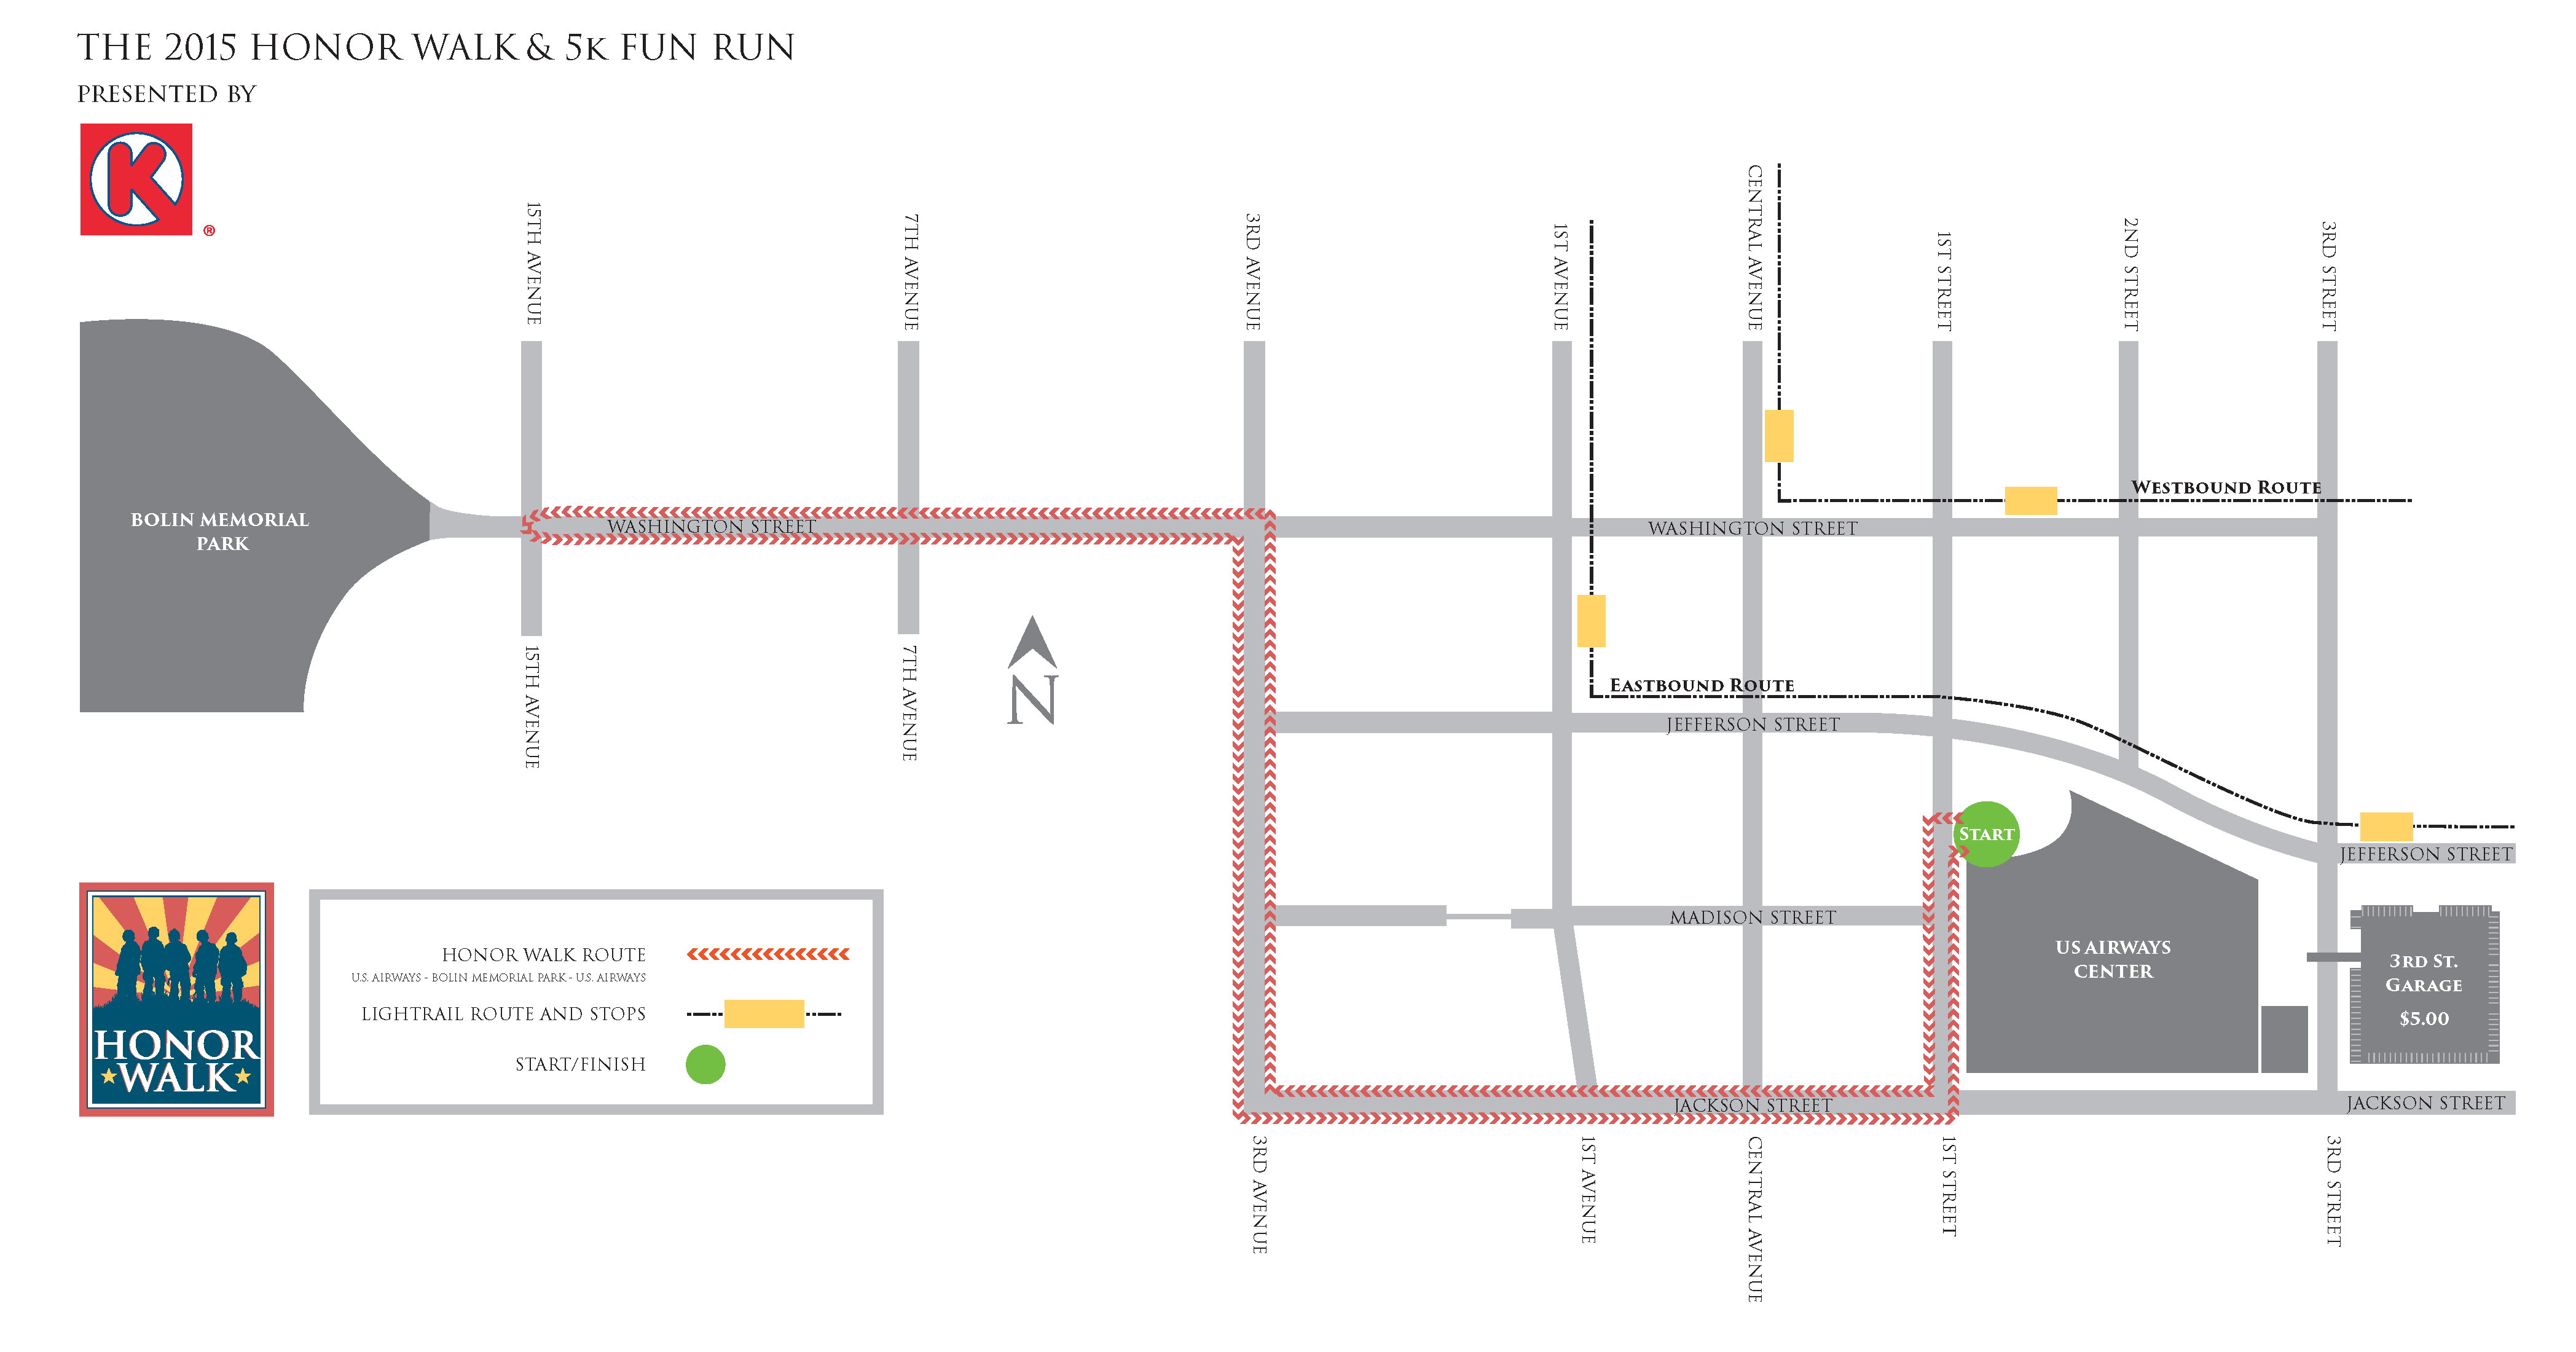 THE 2015 HONOR WALK & 5K FUN RUN
PRESENTED BY
K
®
15TH AVENUE
7TH AVENUE
3RD AVENUE
1ST AVENUE
CENTRAL AVENUE
1ST STREET
2ND STREET
3RD STREET
WESTBOUND ROUTE
BOLIN MEMORIAL
PARK
WASHINGTON STREET
WASHINGTON STREET
15TH AVENUE
7TH AVENUE
N
EASTBOUND ROUTE
JEFFERSON STREET
START
JEFFERSON STREET
MADISON STREET
US AIRWAYS
CENTER
3RD ST.
GARAGE
$5.00
HONOR
WALK
HONOR WALK ROUTE
U.S. AIRWAYS - BOLIN MEMORIAL PARK - U.S. AIRWAYS
LIGHTRAIL ROUTE AND STOPS
START/FINISH
JACKSON STREET
JACKSON STREET
3RD AVENUE
1ST AVENUE
CENTRAL AVENUE
1ST STREET
3RD STREET